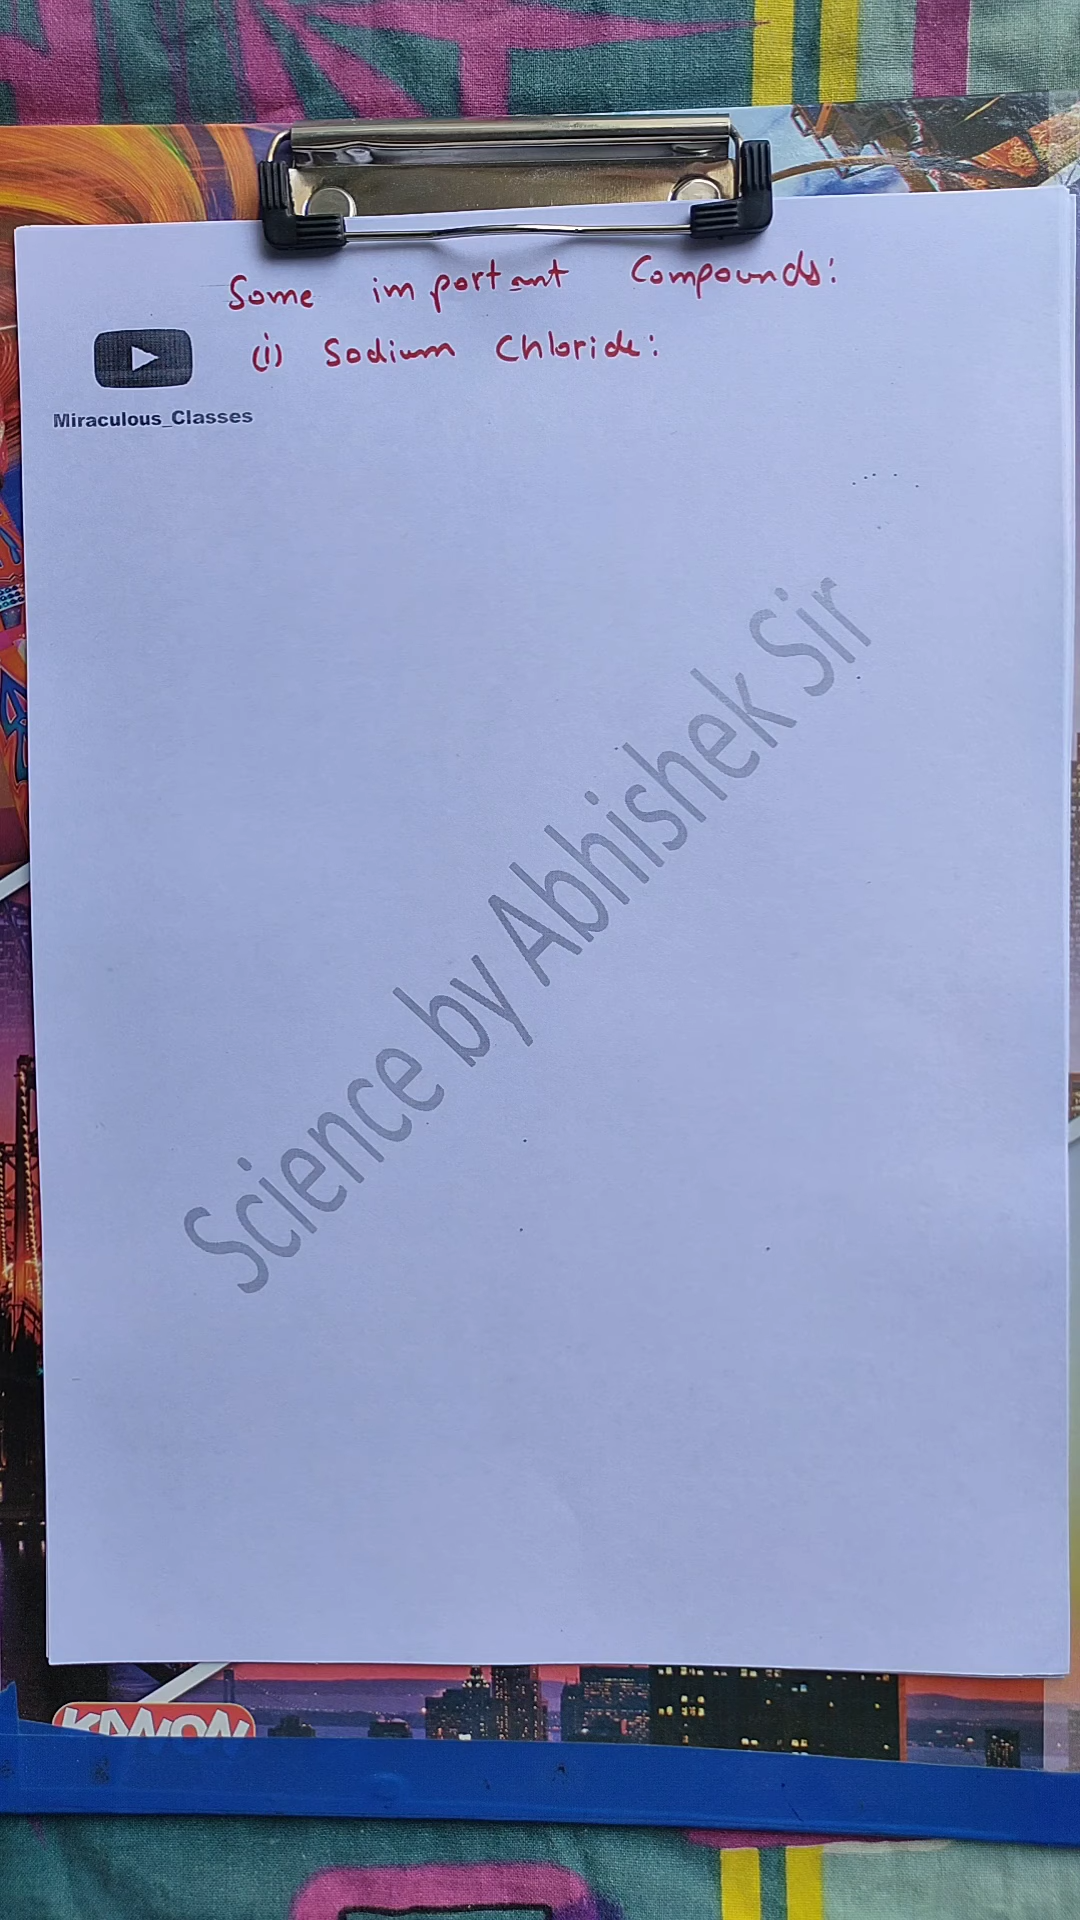 Some important Compounds:
(i) Sodium Chloride:
Miraculous_Classes
Science by Abhishek Sir